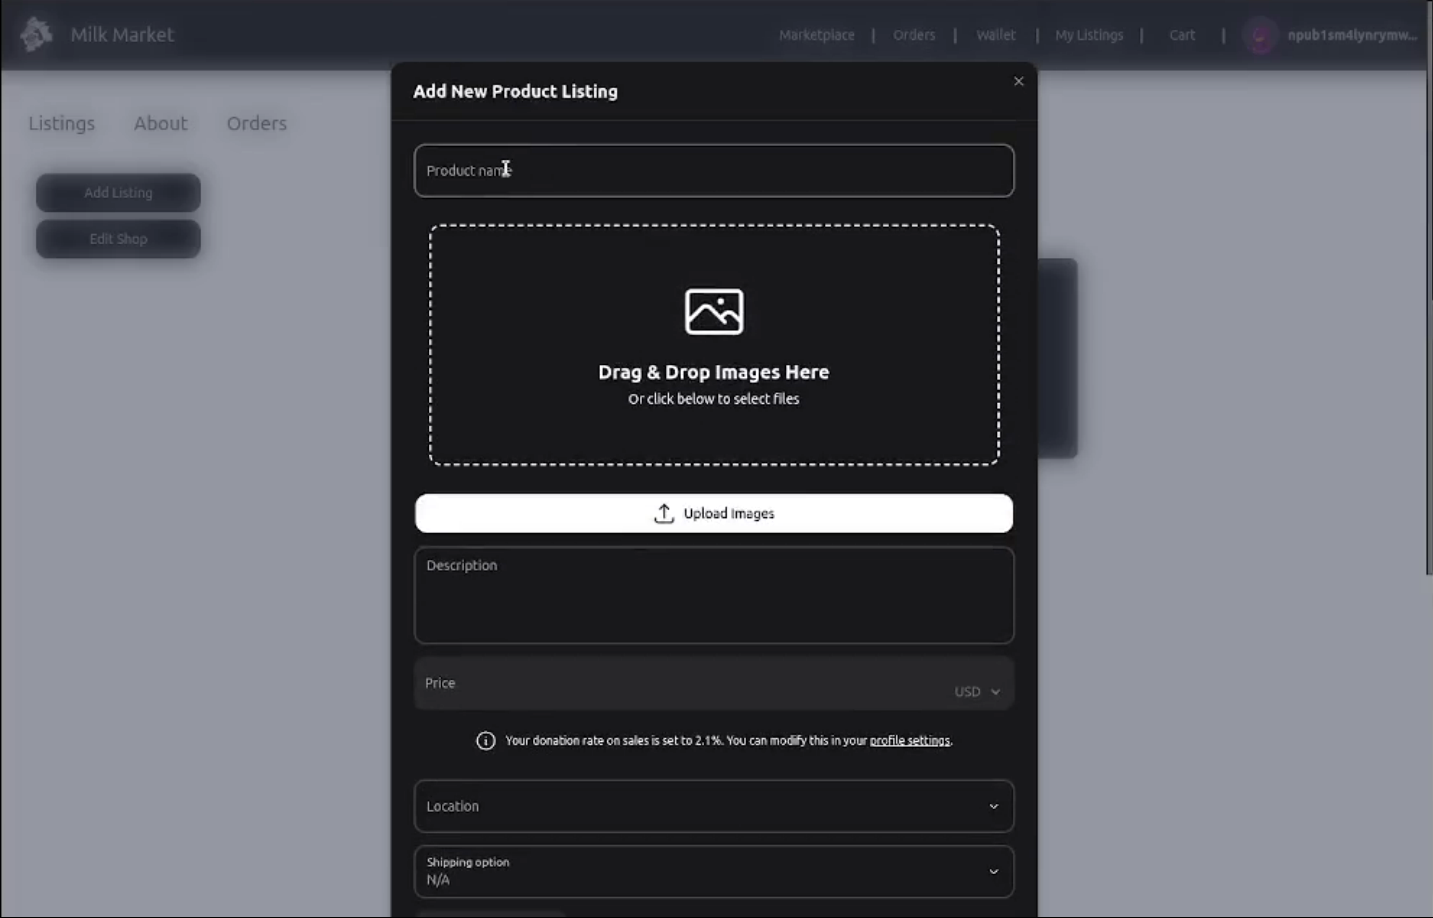 Milk Market
Marketplace | Orders | Wallet | My Listings | Cart | npub1sm4lynrymw...
Add New Product Listing
Listings About Orders
Product name
Add Listing
Edit Shop
Drag & Drop Images Here
Or click below to select files
Upload Images
Description
Price
USD
Your donation rate on sales is set to 2.1%. You can modify this in your profile settings.
Location
Shipping option
N/A